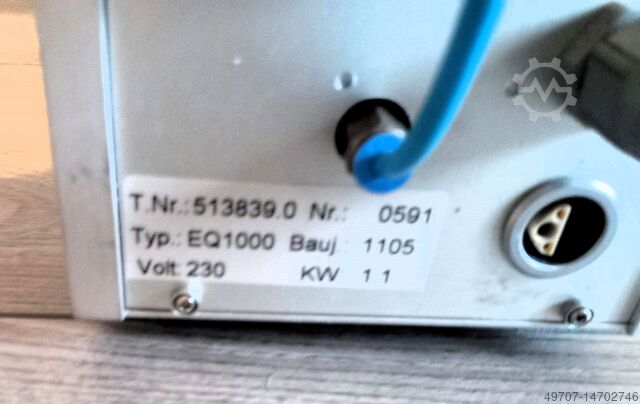 T.Nr.: 513839.0 Nr.: 0591
Typ.: EQ1000 Bauj.: 1105
Volt: 230 KW 1 1
49707-14702746